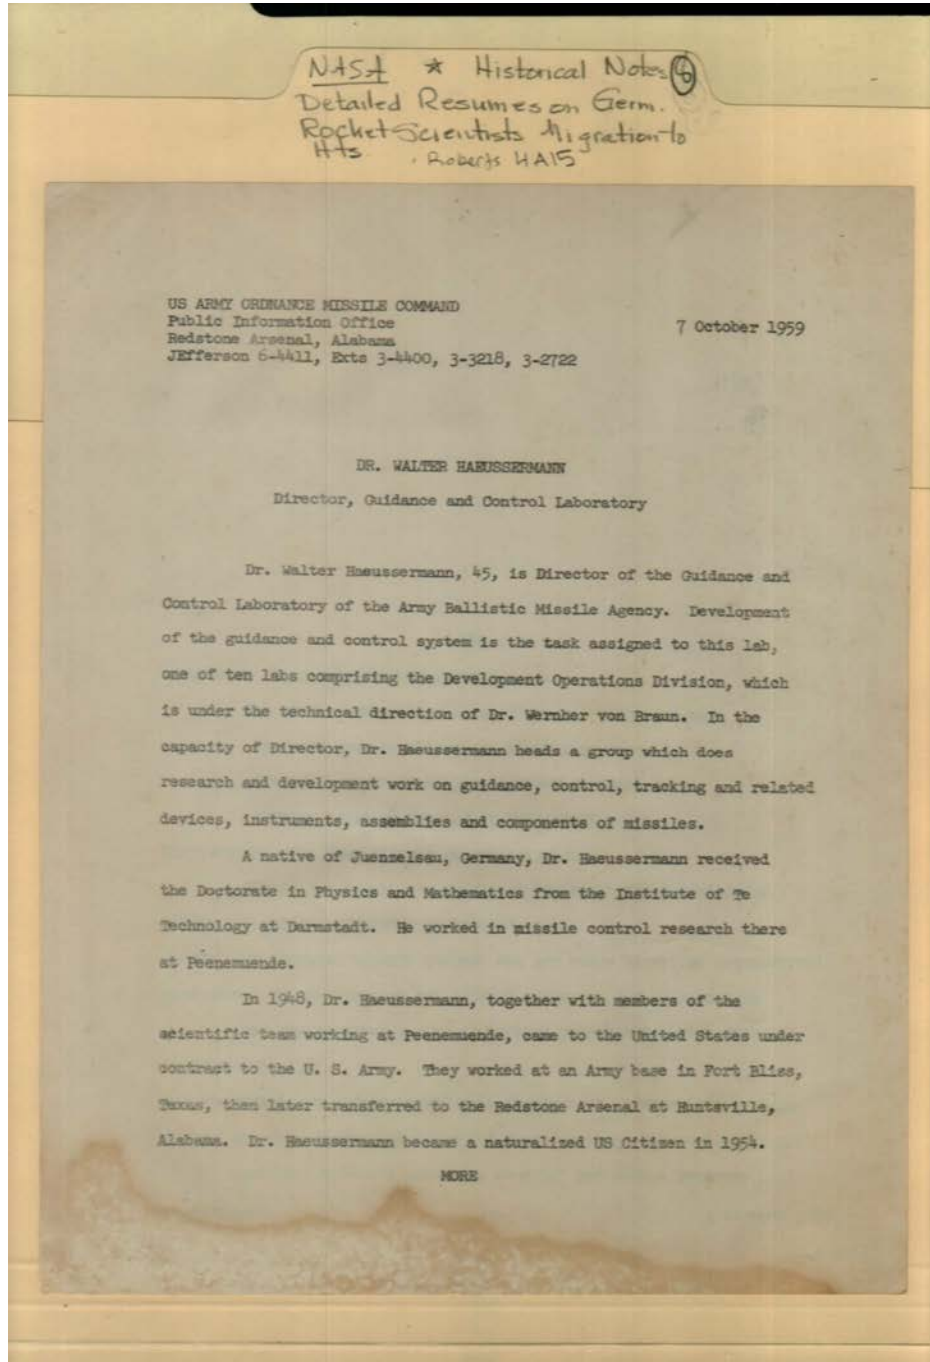 NASA * Historical Notes 8
Detailed Resumes on Germ.
Rocket Scientists Migration to
Hts. Roberts HA15
US ARMY ORDNANCE MISSILE COMMAND
Public Information Office
7 October 1959
Redstone Arsenal, Alabama
JEfferson 6-4411, Exts 3-4400, 3-3218, 3-2722
DR. WALTER HAEUSSERMANN
Director, Guidance and Control Laboratory
Dr. Walter Haeussermann, 45, is Director of the Guidance and
Control Laboratory of the Army Ballistic Missile Agency. Development
of the guidance and control system is the task assigned to this lab,
one of ten labs comprising the Development Operations Division, which
is under the technical direction of Dr. Wernher von Braun. In the
capacity of Director, Dr. Haeussermann heads a group which does
research and development work on guidance, control, tracking and related
devices, instruments, assemblies and components of missiles.
A native of Juenzelsau, Germany, Dr. Haeussermann received
the Doctorate in Physics and Mathematics from the Institute of Te
Technology at Darmstadt. He worked in missile control research there
at Peenemuende.
In 1948, Dr. Haeussermann, together with members of the
scientific team working at Peenemuende, came to the United States under
contract to the U. S. Army. They worked at an Army base in Fort Bliss,
Texas, then later transferred to the Redstone Arsenal at Huntsville,
Alabama. Dr. Haeussermann became a naturalized US Citizen in 1954.
MORE